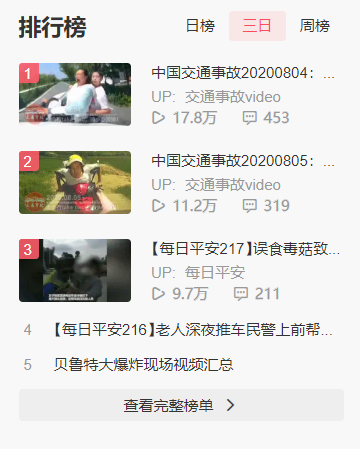 排行榜
日榜 三日 周榜
1
中国交通事故20200804：...
UP: 交通事故video
17.8万 453
2
中国交通事故20200805：...
UP: 交通事故video
11.2万 319
3
【每日平安217】误食毒菇致...
UP: 每日平安
9.7万 211
4 【每日平安216】老人深夜推车民警上前帮...
5 贝鲁特大爆炸现场视频汇总
查看完整榜单